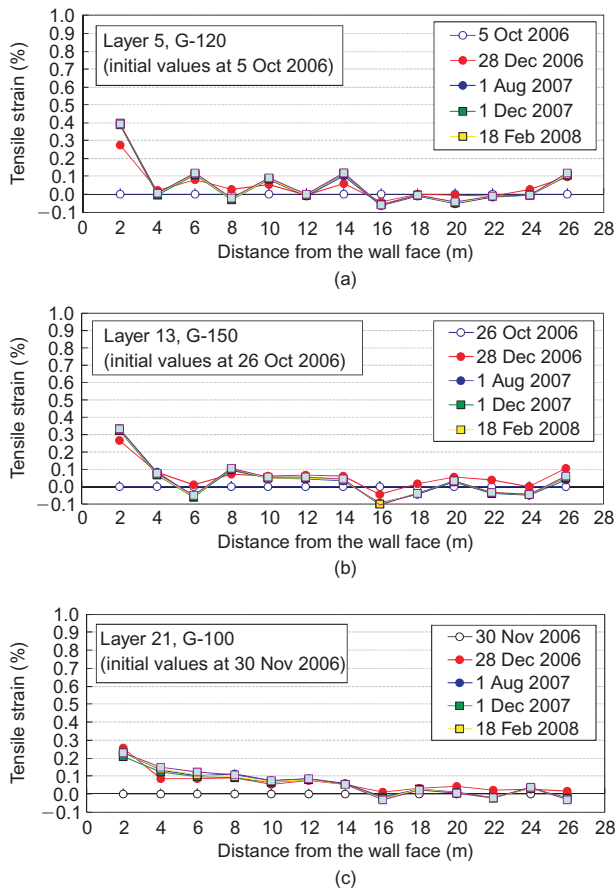 Layer 5, G-120
(initial values at 5 Oct 2006)
5 Oct 2006
28 Dec 2006
1 Aug 2007
1 Dec 2007
18 Feb 2008
Tensile strain (%)
1.0
0.9
0.8
0.7
0.6
0.5
0.4
0.3
0.2
0.1
0.0
−0.1
0 2 4 6 8 10 12 14 16 18 20 22 24 26 28
Distance from the wall face (m)
(a)
Layer 13, G-150
(initial values at 26 Oct 2006)
26 Oct 2006
28 Dec 2006
1 Aug 2007
1 Dec 2007
18 Feb 2008
Tensile strain (%)
1.0
0.9
0.8
0.7
0.6
0.5
0.4
0.3
0.2
0.1
0.0
−0.1
0 2 4 6 8 10 12 14 16 18 20 22 24 26 28
Distance from the wall face (m)
(b)
Layer 21, G-100
(initial values at 30 Nov 2006)
30 Nov 2006
28 Dec 2006
1 Aug 2007
1 Dec 2007
18 Feb 2008
Tensile strain (%)
1.0
0.9
0.8
0.7
0.6
0.5
0.4
0.3
0.2
0.1
0.0
−0.1
0 2 4 6 8 10 12 14 16 18 20 22 24 26 28
Distance from the wall face (m)
(c)